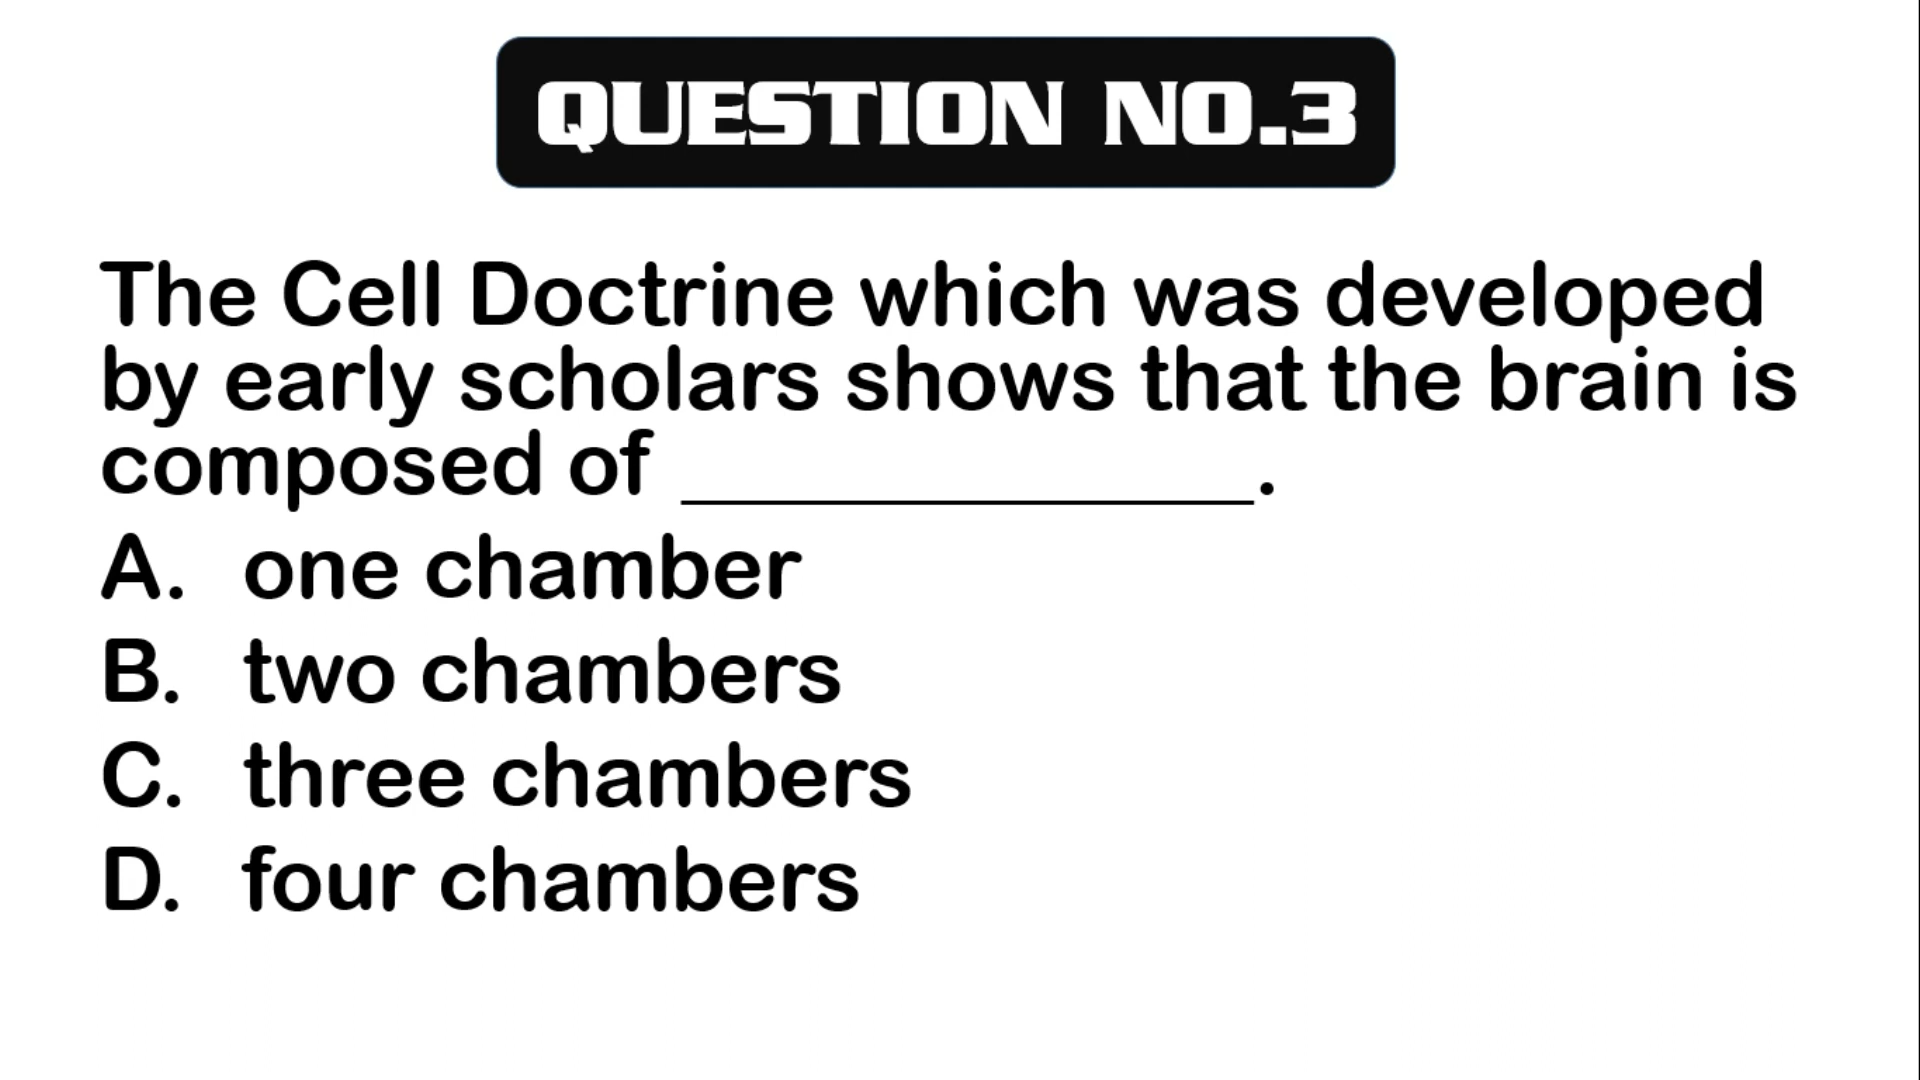 QUESTION NO.3
The Cell Doctrine which was developed
by early scholars shows that the brain is
composed of ______________.
A. one chamber
B. two chambers
C. three chambers
D. four chambers